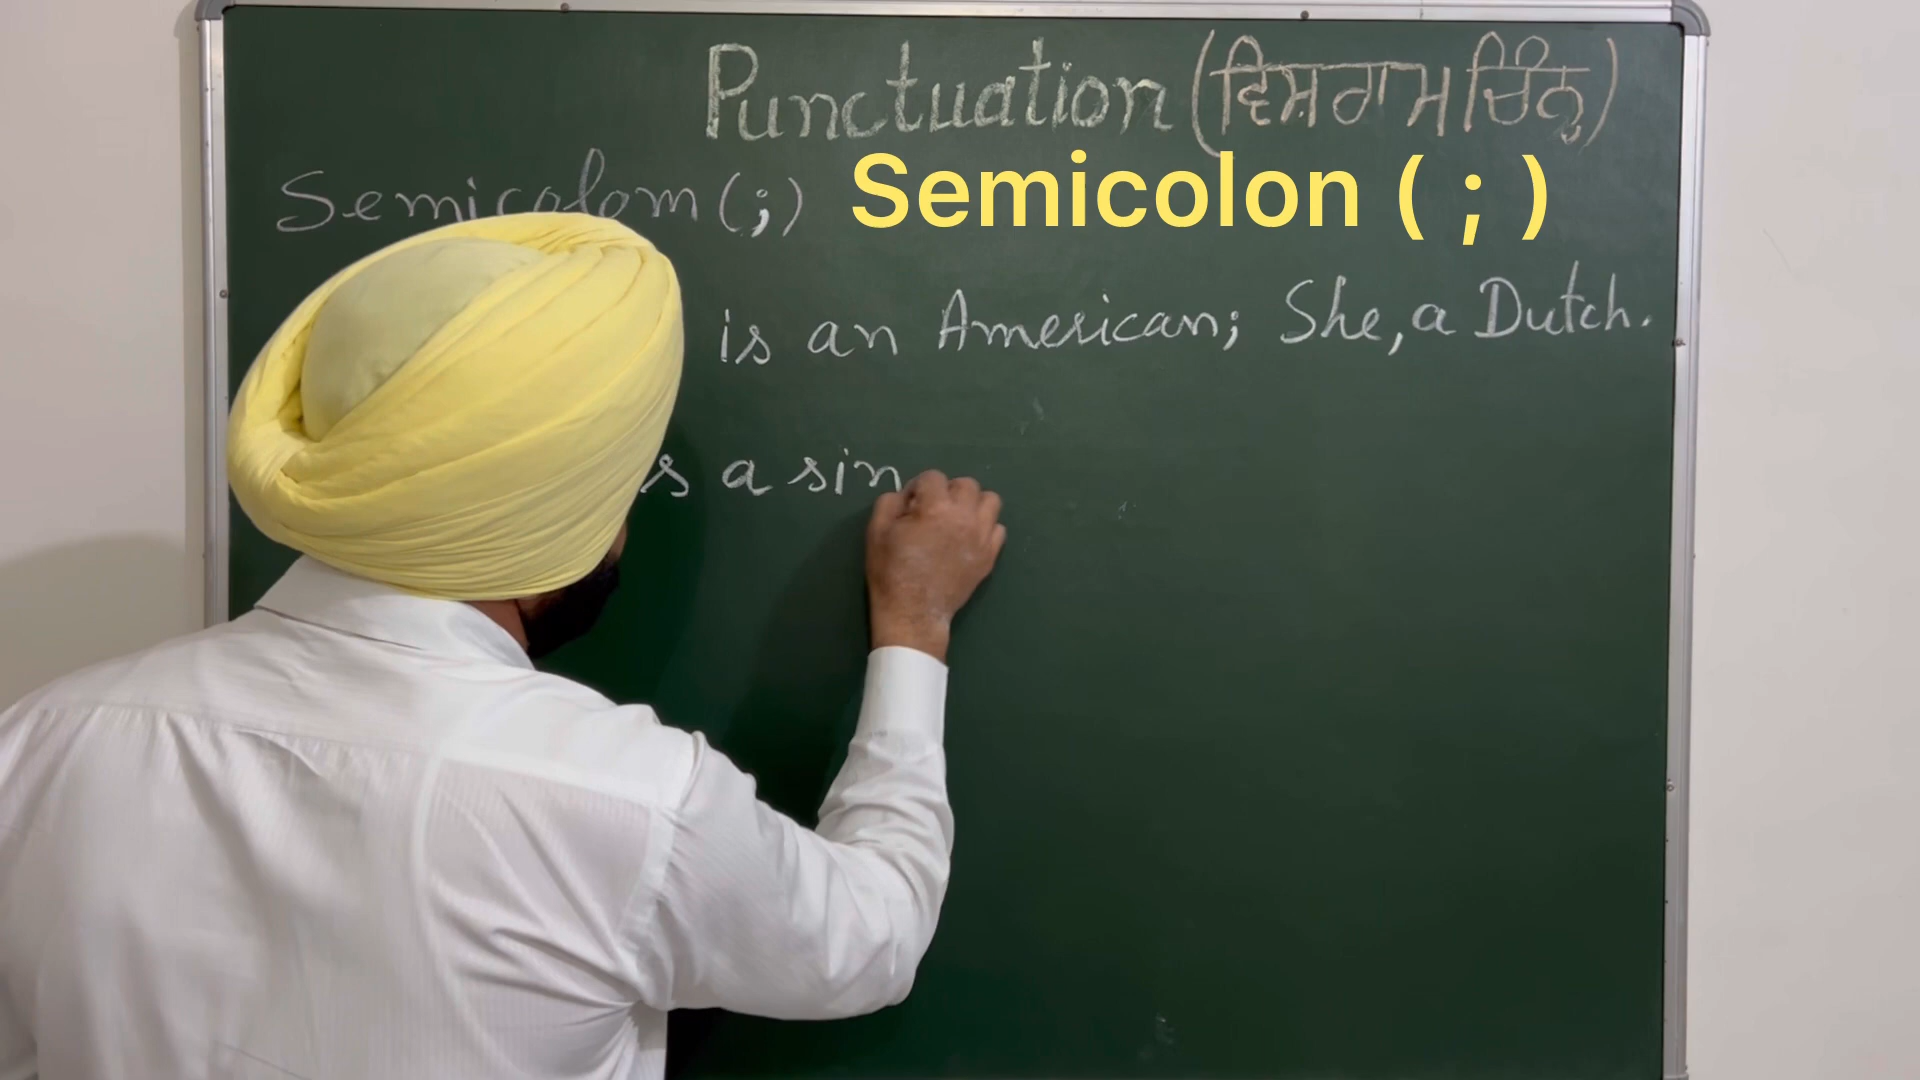 Punctuation (ਵਿਸ਼ਰਾਮ ਚਿੰਨ੍ਹ)
Semicolom (;) Semicolon ( ; )
is an American; She, a Dutch.
s a sin